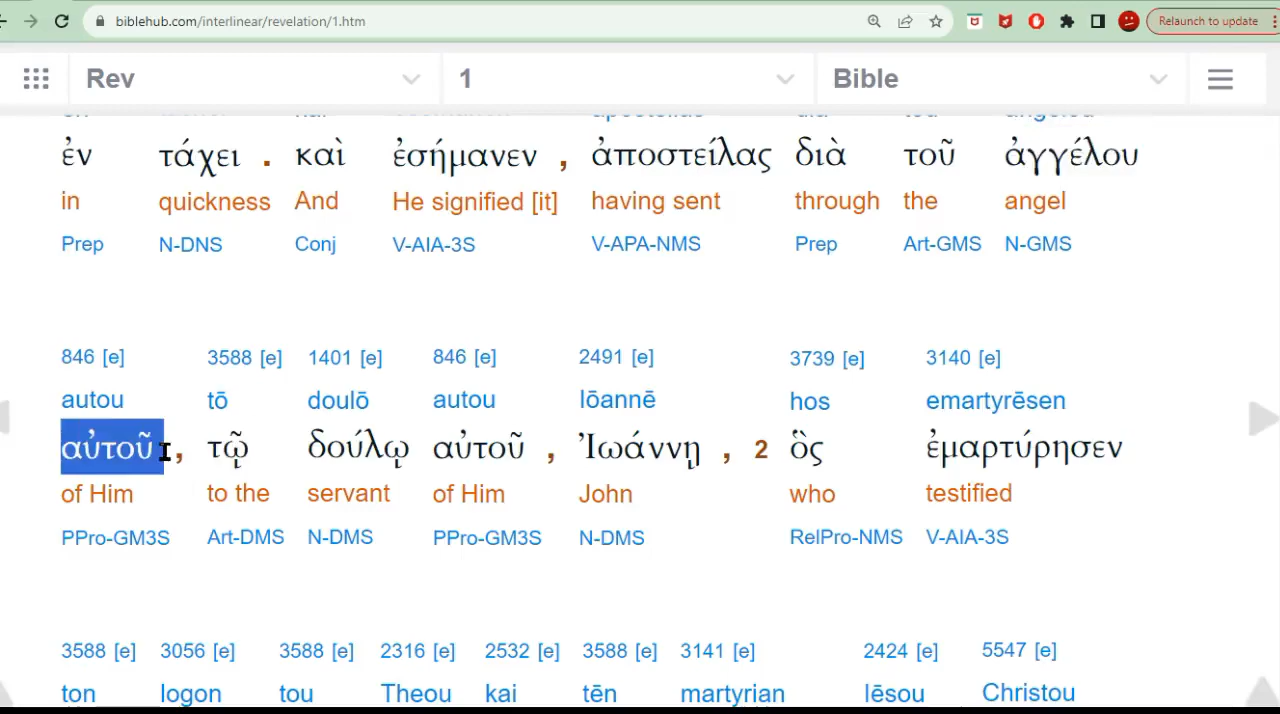 biblehub.com/interlinear/revelation/1.htm Relaunch to update
Rev 1 Bible
ἐν τάχει . καὶ ἐσήμανεν , ἀποστείλας διὰ τοῦ ἀγγέλου
in quickness And He signified [it] having sent through the angel
Prep N-DNS Conj V-AIA-3S V-APA-NMS Prep Art-GMS N-GMS
846 [e] 3588 [e] 1401 [e] 846 [e] 2491 [e] 3739 [e] 3140 [e]
autou tō doulō autou Iōannē hos emartyrēsen
αὐτοῦ , τῷ δούλῳ αὐτοῦ , Ἰωάννῃ , 2 ὃς ἐμαρτύρησεν
of Him to the servant of Him John who testified
PPro-GM3S Art-DMS N-DMS PPro-GM3S N-DMS RelPro-NMS V-AIA-3S
3588 [e] 3056 [e] 3588 [e] 2316 [e] 2532 [e] 3588 [e] 3141 [e] 2424 [e] 5547 [e]
ton logon tou Theou kai tēn martyrian Iēsou Christou